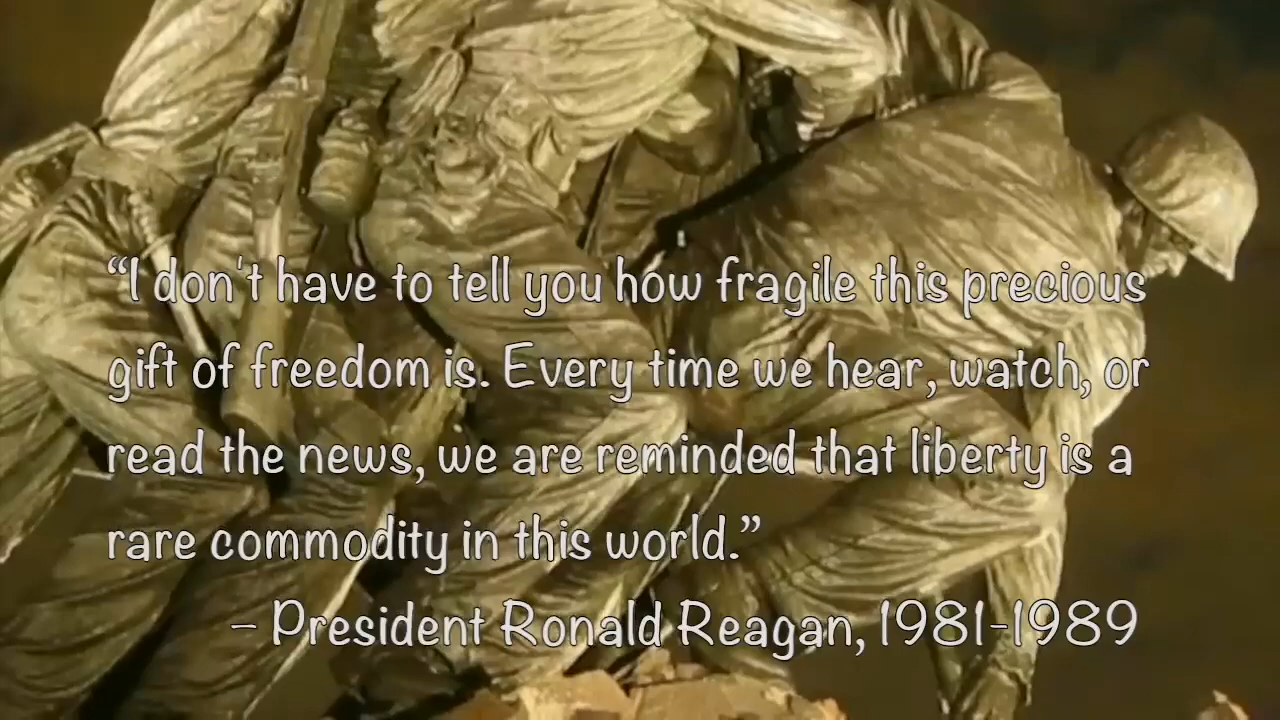 “I don't have to tell you how fragile this precious
gift of freedom is. Every time we hear, watch, or
read the news, we are reminded that liberty is a
rare commodity in this world.”
– President Ronald Reagan, 1981-1989